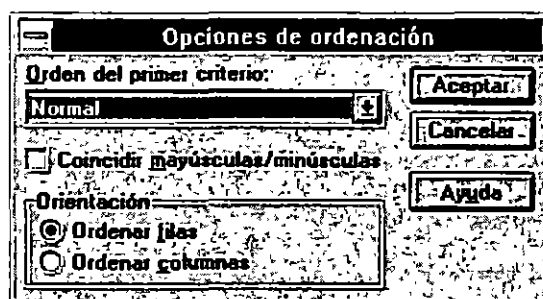 Opciones de ordenación
Orden del primer criterio:
Normal
Coincidir mayúsculas/minúsculas
Orientación
Ordenar filas
Ordenar columnas
Aceptar
Cancelar
Ayuda